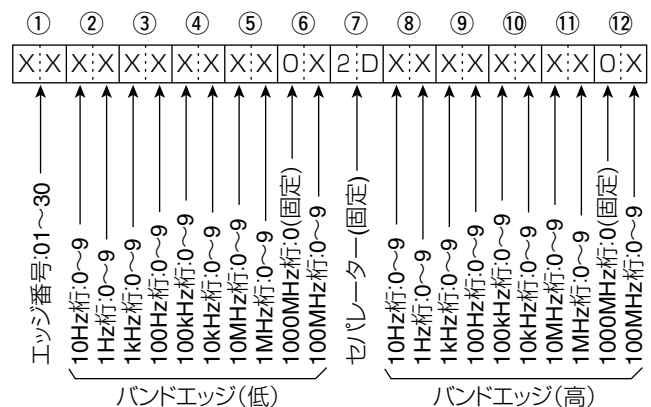 ① ② ③ ④ ⑤ ⑥ ⑦ ⑧ ⑨ ⑩ ⑪ ⑫
X X X X X X X X X X 0 X 2 D X X X X X X X X 0 X
エッジ番号:01～30
10Hz桁:0～9
1Hz桁:0～9
1kHz桁:0～9
100Hz桁:0～9
100kHz桁:0～9
10kHz桁:0～9
10MHz桁:0～9
1MHz桁:0～9
1000MHz桁:0(固定)
100MHz桁:0～9
セパレーター(固定)
10Hz桁:0～9
1Hz桁:0～9
1kHz桁:0～9
100Hz桁:0～9
100kHz桁:0～9
10kHz桁:0～9
10MHz桁:0～9
1MHz桁:0～9
1000MHz桁:0(固定)
100MHz桁:0～9
バンドエッジ(低)
バンドエッジ(高)